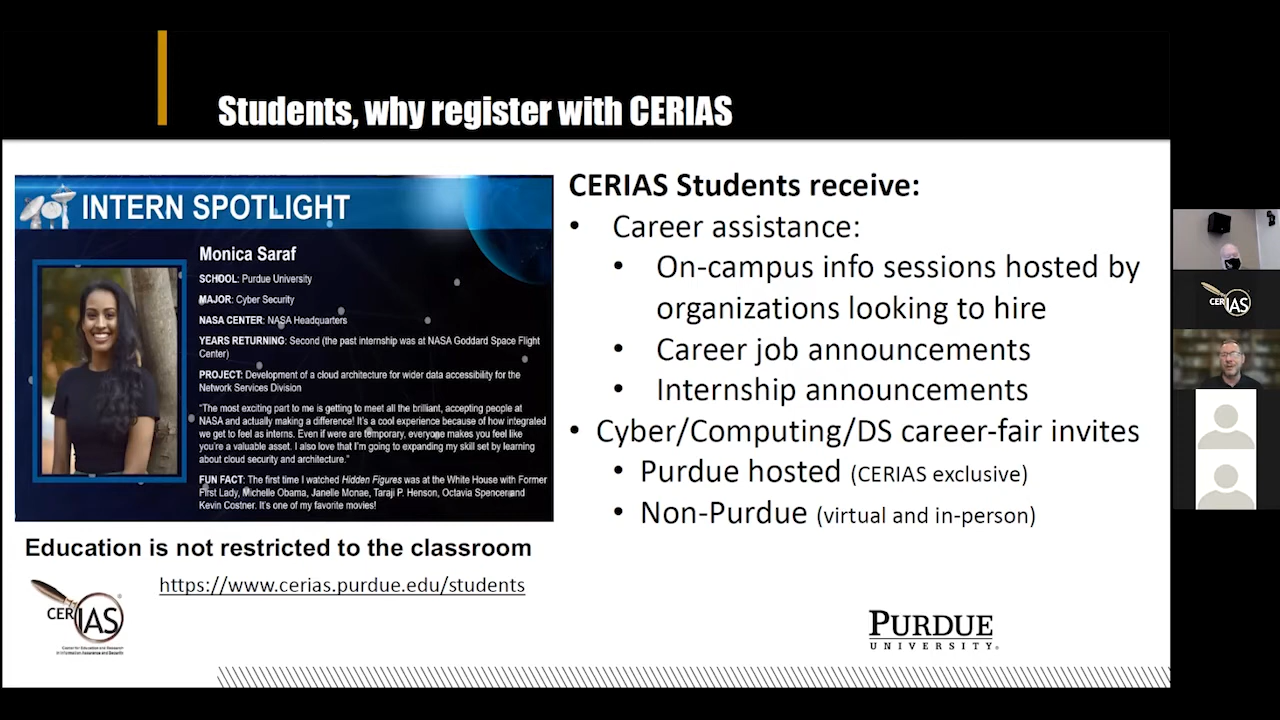 Students, why register with CERIAS
INTERN SPOTLIGHT
Monica Saraf
SCHOOL: Purdue University
MAJOR: Cyber Security
NASA CENTER: NASA Headquarters
YEARS RETURNING: Second (the past internship was at NASA Goddard Space Flight
Center)
PROJECT: Development of a cloud architecture for wider data accessibility for the
Network Services Division
“The most exciting part to me is getting to meet all the brilliant, accepting people at
NASA and actually making a difference! It's a cool experience because of how integrated
we get to feel as interns. Even if were are temporary, everyone makes you feel like
you're a valuable asset. I also love that I'm going to expanding my skill set by learning
about cloud security and architecture.”
FUN FACT: The first time I watched Hidden Figures was at the White House with Former
First Lady, Michelle Obama, Janelle Monae, Taraji P. Henson, Octavia Spencer and
Kevin Costner. It's one of my favorite movies!
Education is not restricted to the classroom
https://www.cerias.purdue.edu/students
CERIAS
Center for Education and Research
in Information Assurance and Security
CERIAS Students receive:
• Career assistance:
• On-campus info sessions hosted by
organizations looking to hire
• Career job announcements
• Internship announcements
• Cyber/Computing/DS career-fair invites
• Purdue hosted (CERIAS exclusive)
• Non-Purdue (virtual and in-person)
PURDUE
UNIVERSITY®
CERIAS